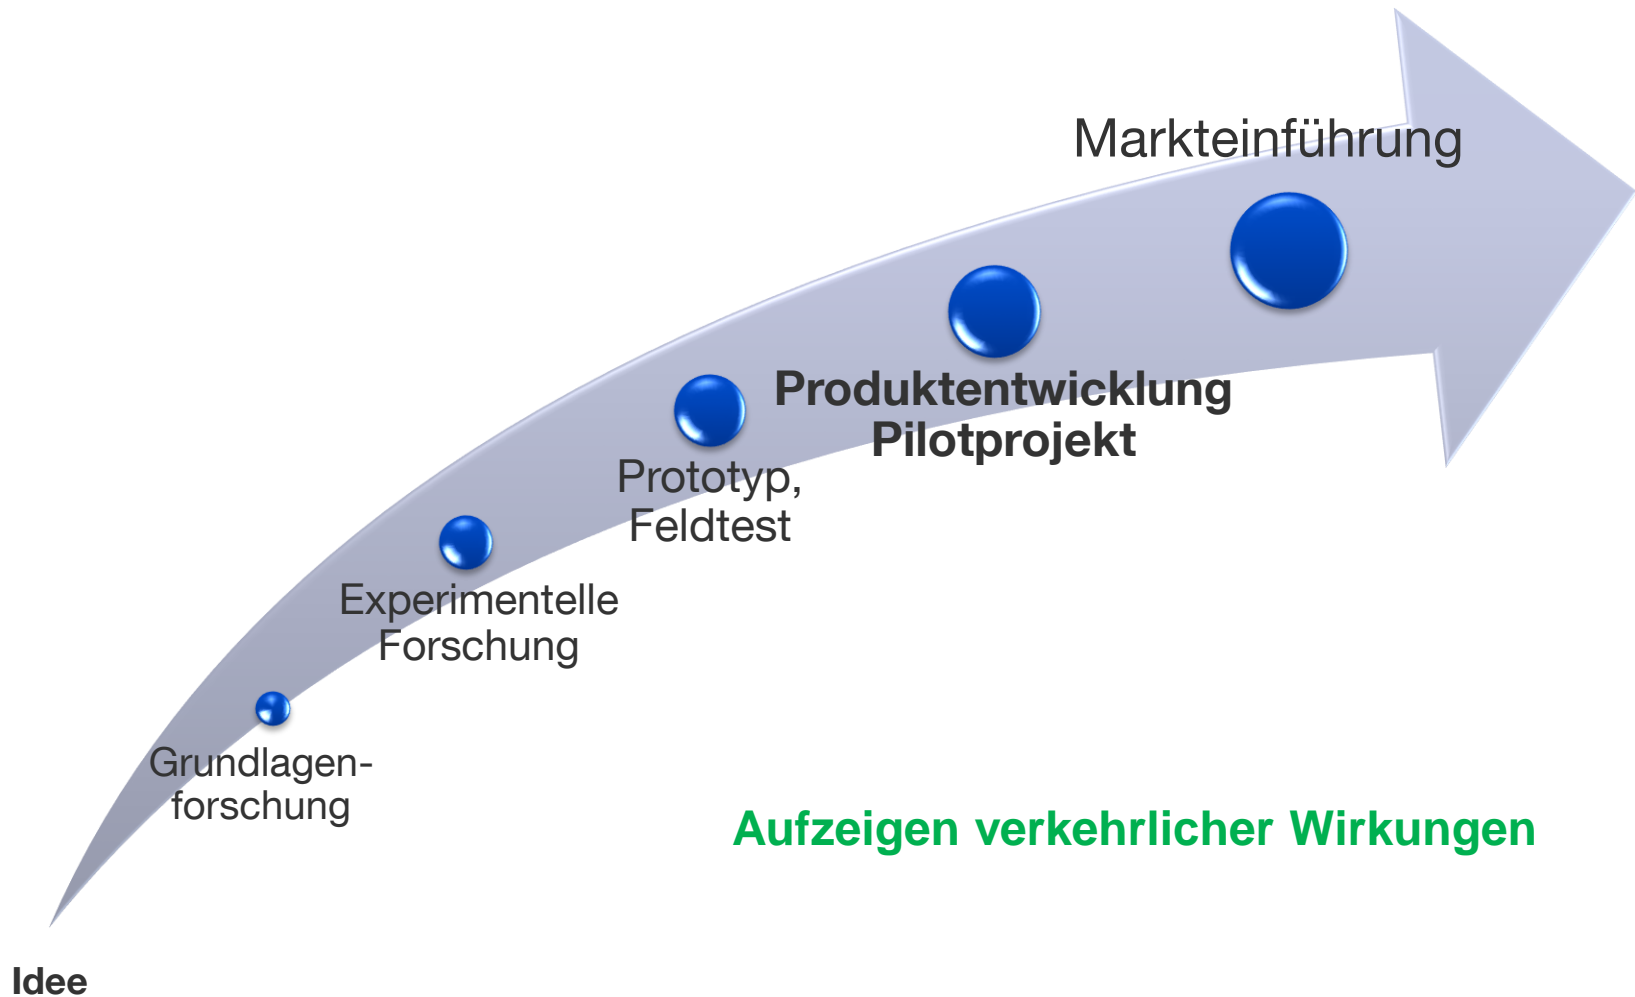 Markteinführung
Produktentwicklung
Pilotprojekt
Prototyp,
Feldtest
Experimentelle
Forschung
Grundlagen-
forschung
Aufzeigen verkehrlicher Wirkungen
Idee